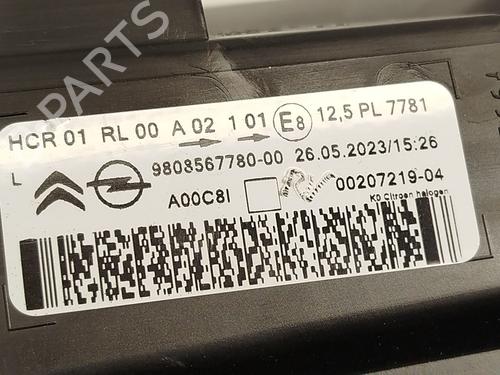 HCR 01 RL 00 A 02 1 01 E8 12,5 PL 7781
L 9808567780-00 26.05.2023/15:26
A00C8I 00207219-04
K0 Citroen halogen
PARTS